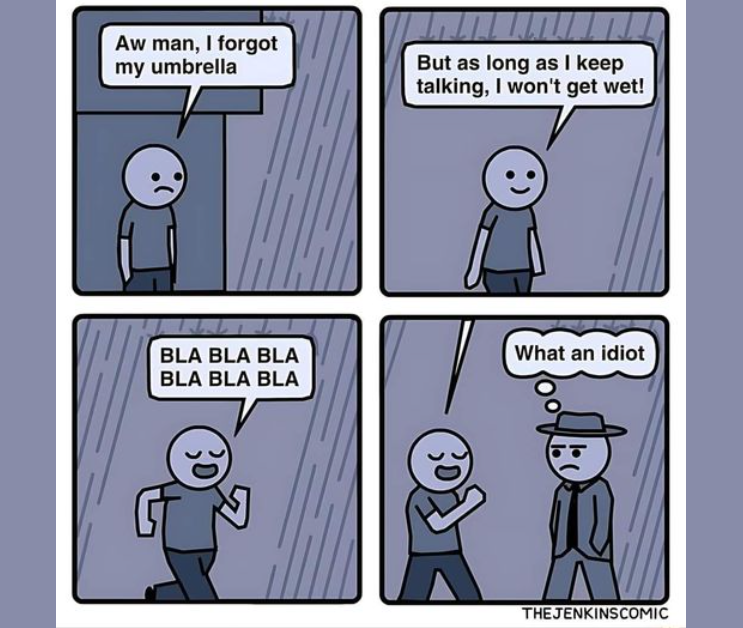 Aw man, I forgot
my umbrella
But as long as I keep
talking, I won't get wet!
BLA BLA BLA
BLA BLA BLA
What an idiot
THEJENKINSCOMIC